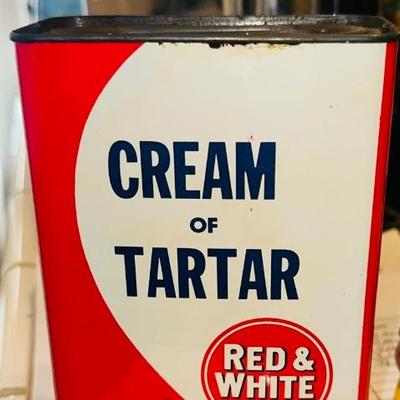 CREAM
OF
TARTAR
RED &
WHITE